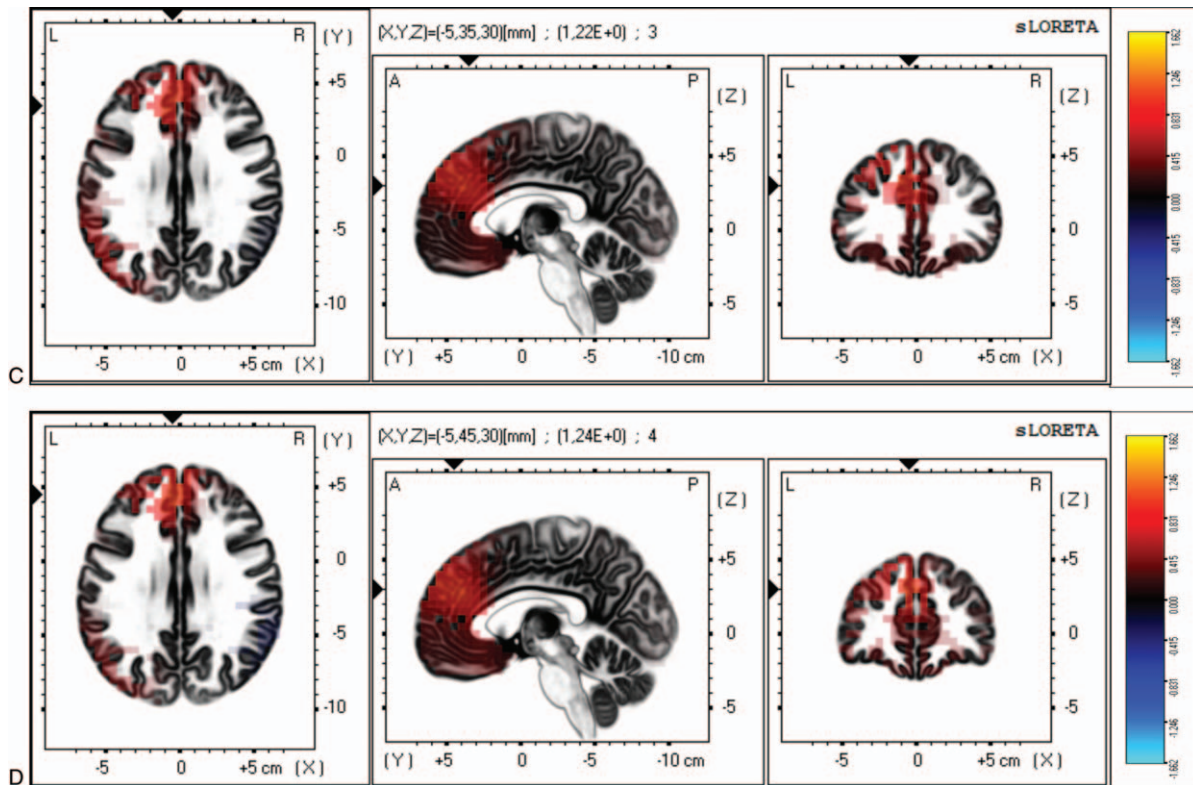 (X,Y,Z)=(-5,35,30)[mm] ; (1,22E+0) ; 3
sLORETA
L R (Y)
+5
0
-5
-10
-5 0 +5 cm (X)
A P (Z)
+5
0
-5
(Y) +5 0 -5 -10 cm
L R (Z)
+5
0
-5
-5 0 +5 cm (X)
1.662
1.246
0.831
0.415
0.000
-0.415
-0.831
-1.246
-1.662
C
(X,Y,Z)=(-5,45,30)[mm] ; (1,24E+0) ; 4
sLORETA
L R (Y)
+5
0
-5
-10
-5 0 +5 cm (X)
A P (Z)
+5
0
-5
(Y) +5 0 -5 -10 cm
L R (Z)
+5
0
-5
-5 0 +5 cm (X)
1.662
1.246
0.831
0.415
0.000
-0.415
-0.831
-1.246
-1.662
D